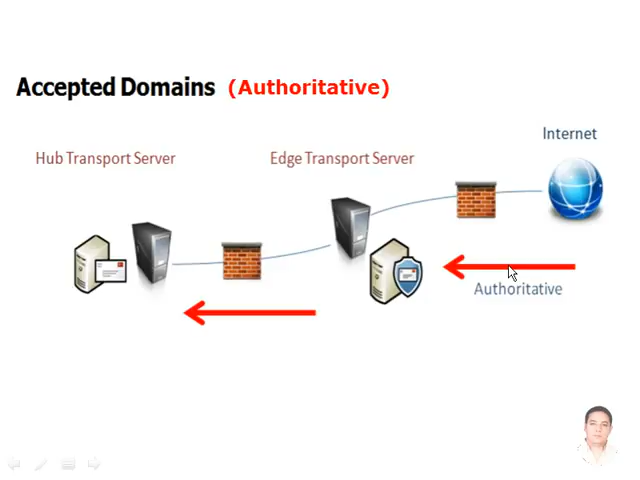 Accepted Domains (Authoritative)
Internet
Hub Transport Server
Edge Transport Server
Authoritative